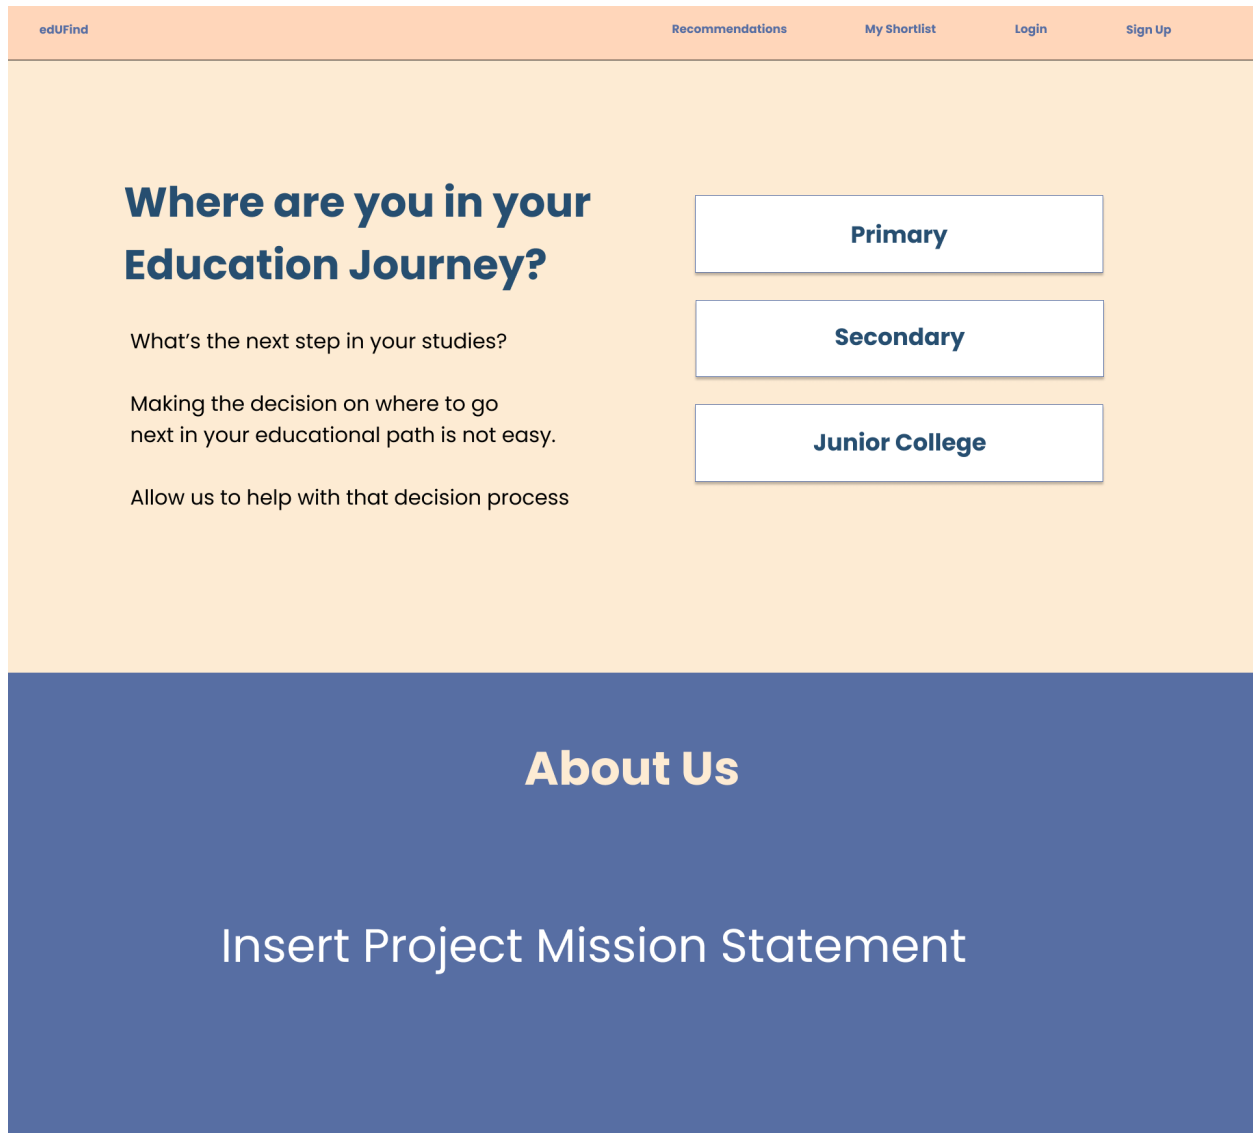 edUFind
Recommendations
My Shortlist
Login
Sign Up
Where are you in your
Education Journey?
What’s the next step in your studies?
Making the decision on where to go
next in your educational path is not easy.
Allow us to help with that decision process
Primary
Secondary
Junior College
About Us
Insert Project Mission Statement